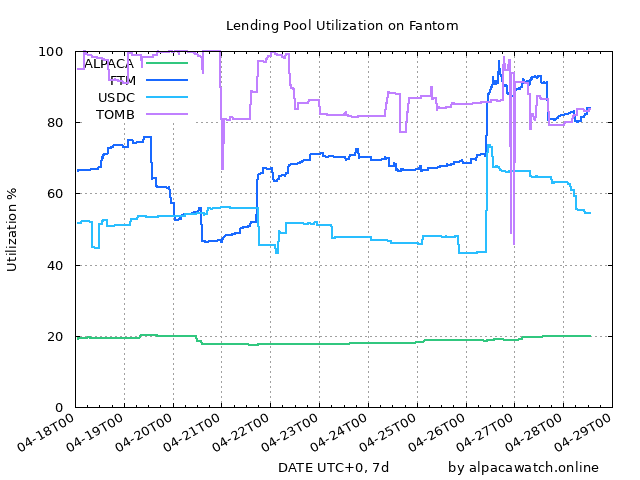 Lending Pool Utilization on Fantom
Utilization %
100
80
60
40
20
0
ALPACA
FTM
USDC
TOMB
04-18T00
04-19T00
04-20T00
04-21T00
04-22T00
04-23T00
04-24T00
04-25T00
04-26T00
04-27T00
04-28T00
04-29T00
DATE UTC+0, 7d
by alpacawatch.online